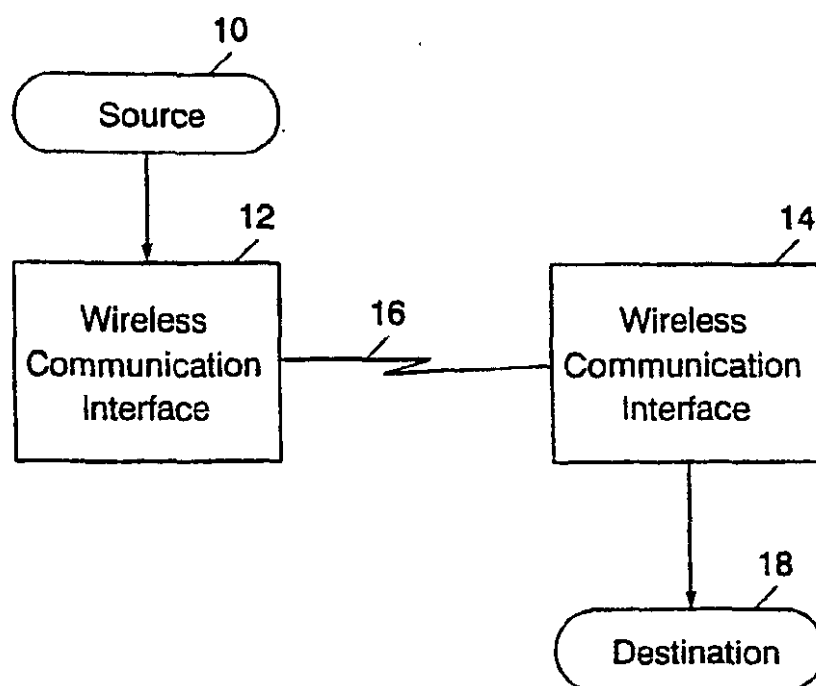 10
Source
12
Wireless
Communication
Interface
16
14
Wireless
Communication
Interface
18
Destination